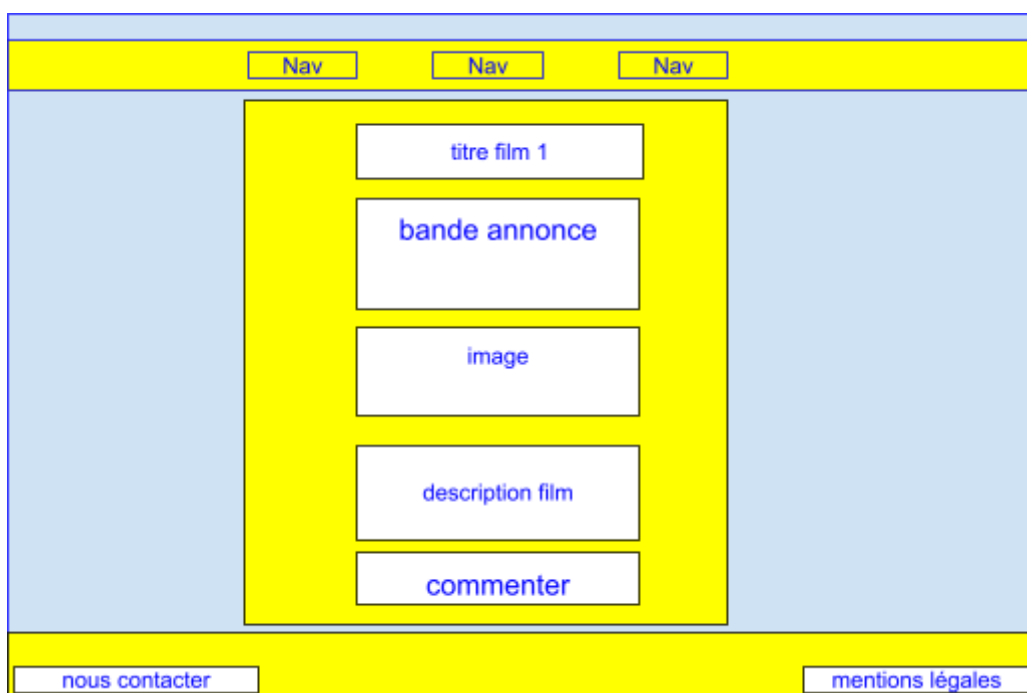 Nav Nav Nav
titre film 1
bande annonce
image
description film
commenter
nous contacter mentions légales